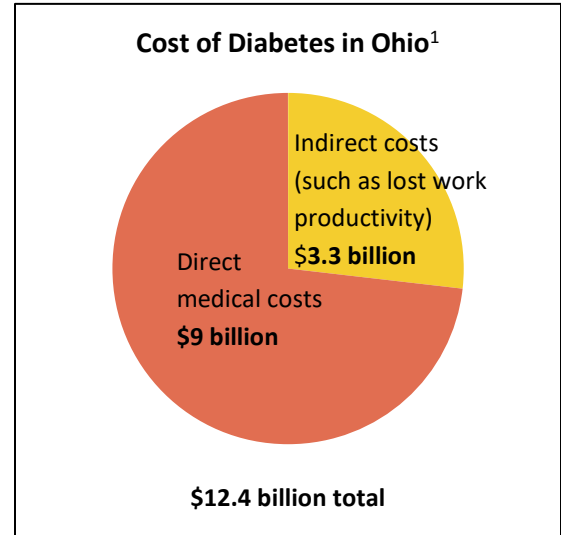 Cost of Diabetes in Ohio¹
Indirect costs
(such as lost work
productivity)
$3.3 billion
Direct
medical costs
$9 billion
$12.4 billion total